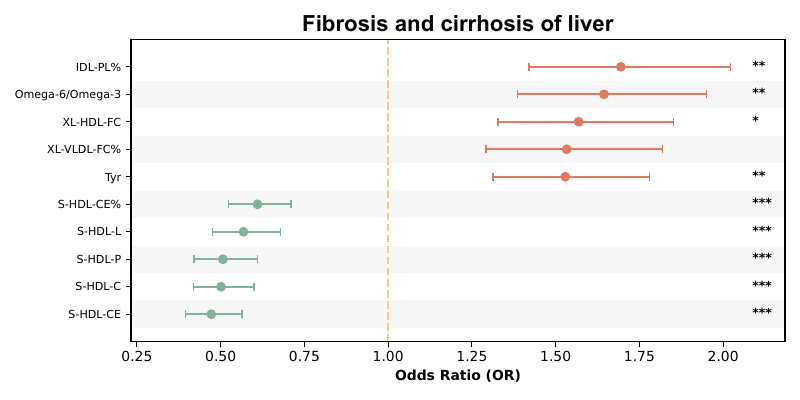 Fibrosis and cirrhosis of liver
IDL-PL% **
Omega-6/Omega-3 **
XL-HDL-FC *
XL-VLDL-FC%
Tyr **
S-HDL-CE% ***
S-HDL-L ***
S-HDL-P ***
S-HDL-C ***
S-HDL-CE ***
0.25 0.50 0.75 1.00 1.25 1.50 1.75 2.00
Odds Ratio (OR)